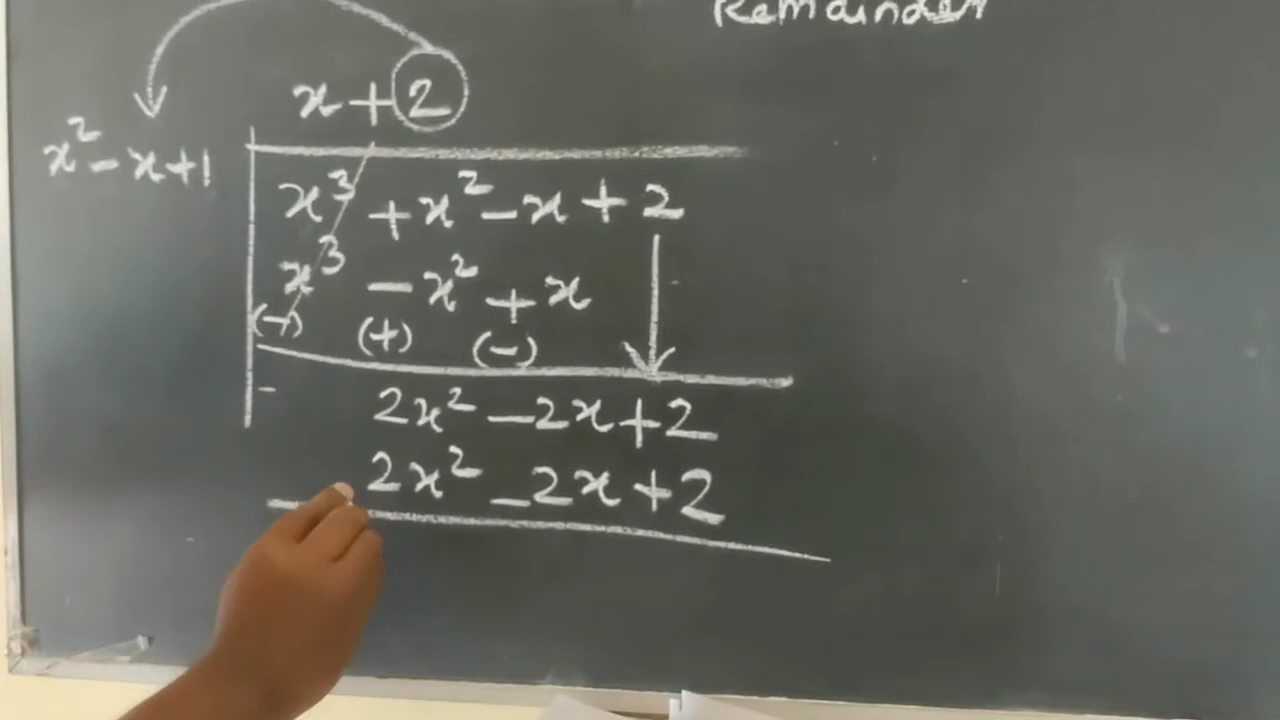 Remainder
x + 2
x² - x + 1
x³ + x² - x + 2
x³ - x² + x
(-) (+) (-)
2x² - 2x + 2
2x² - 2x + 2